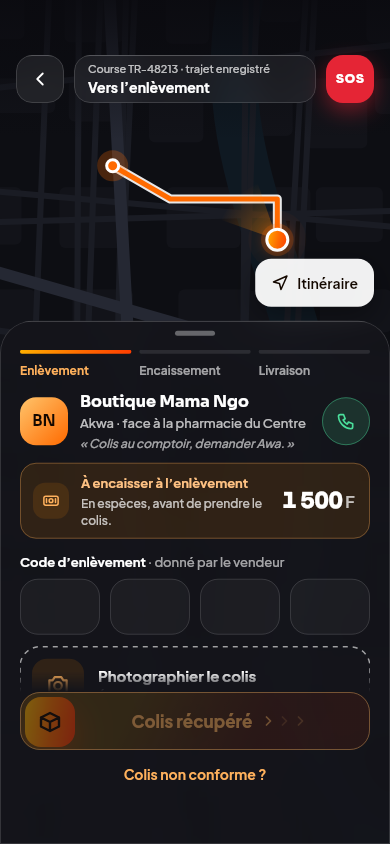 Course TR-48213 · trajet enregistré
Vers l’enlèvement
SOS
Itinéraire
Enlèvement
Encaissement
Livraison
BN
Boutique Mama Ngo
Akwa · face à la pharmacie du Centre
« Colis au comptoir, demander Awa. »
À encaisser à l’enlèvement
En espèces, avant de prendre le
colis.
1 500 F
Code d’enlèvement · donné par le vendeur
Photographier le colis
Colis récupéré
Colis non conforme ?